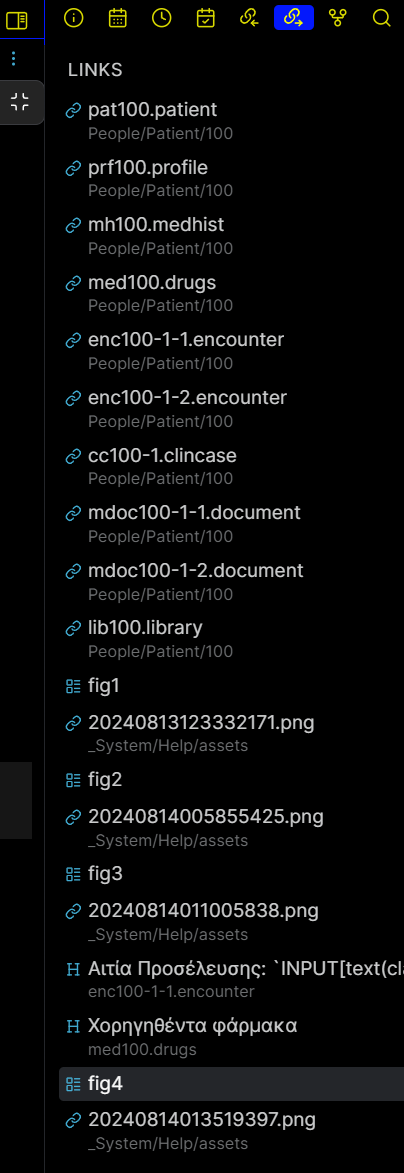 LINKS
pat100.patient
People/Patient/100
prf100.profile
People/Patient/100
mh100.medhist
People/Patient/100
med100.drugs
People/Patient/100
enc100-1-1.encounter
People/Patient/100
enc100-1-2.encounter
People/Patient/100
cc100-1.clincase
People/Patient/100
mdoc100-1-1.document
People/Patient/100
mdoc100-1-2.document
People/Patient/100
lib100.library
People/Patient/100
fig1
20240813123332171.png
_System/Help/assets
fig2
20240814005855425.png
_System/Help/assets
fig3
20240814011005838.png
_System/Help/assets
Αιτία Προσέλευσης: `INPUT[text(cla
enc100-1-1.encounter
Χορηγηθέντα φάρμακα
med100.drugs
fig4
20240814013519397.png
_System/Help/assets